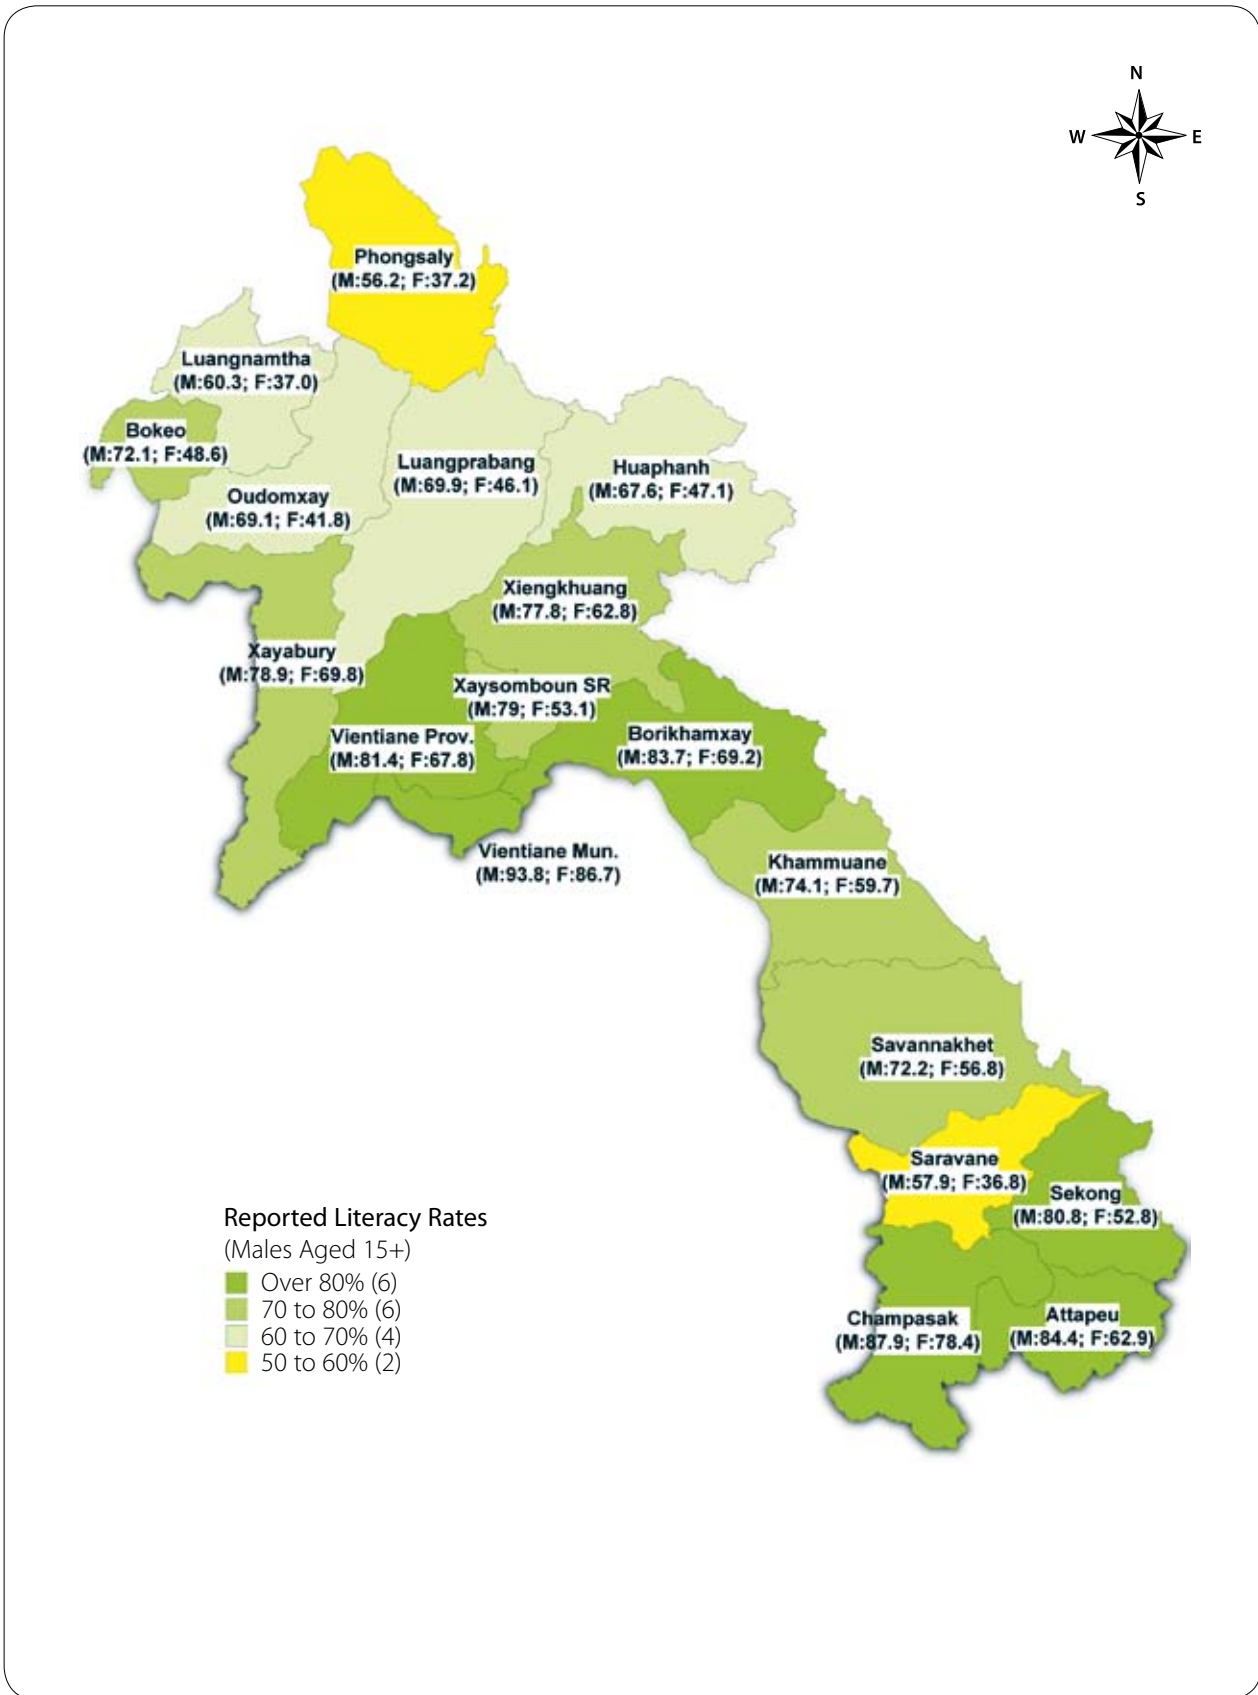 N
W E
S
Phongsaly
(M:56.2; F:37.2)
Luangnamtha
(M:60.3; F:37.0)
Bokeo
(M:72.1; F:48.6)
Luangprabang
(M:69.9; F:46.1)
Huaphanh
(M:67.6; F:47.1)
Oudomxay
(M:69.1; F:41.8)
Xiengkhuang
(M:77.8; F:62.8)
Xayabury
(M:78.9; F:69.8)
Xaysomboun SR
(M:79; F:53.1)
Vientiane Prov.
(M:81.4; F:67.8)
Borikhamxay
(M:83.7; F:69.2)
Vientiane Mun.
(M:93.8; F:86.7)
Khammuane
(M:74.1; F:59.7)
Savannakhet
(M:72.2; F:56.8)
Saravane
(M:57.9; F:36.8)
Sekong
(M:80.8; F:52.8)
Champasak
(M:87.9; F:78.4)
Attapeu
(M:84.4; F:62.9)
Reported Literacy Rates
(Males Aged 15+)
Over 80% (6)
70 to 80% (6)
60 to 70% (4)
50 to 60% (2)